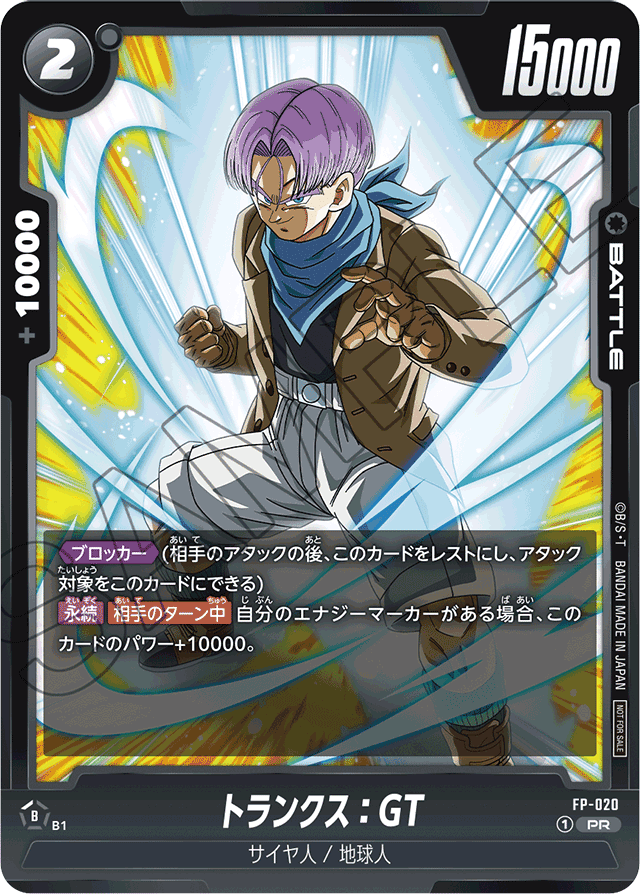 2
15000
+ 10000
BATTLE
SAMPLE
ブロッカー (相手のアタックの後、このカードをレストにし、アタック
対象をこのカードにできる)
永続 相手のターン中 自分のエナジーマーカーがある場合、この
カードのパワー+10000。
©B/S・T BANDAI MADE IN JAPAN
NOT FOR SALE
B B1
トランクス:GT
FP-020
1 PR
サイヤ人 / 地球人